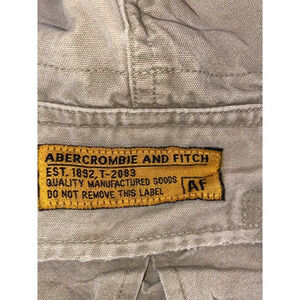 ABERCROMBIE AND FITCH
EST. 1892, T-2083
QUALITY MANUFACTURED GOODS
DO NOT REMOVE THIS LABEL
AF